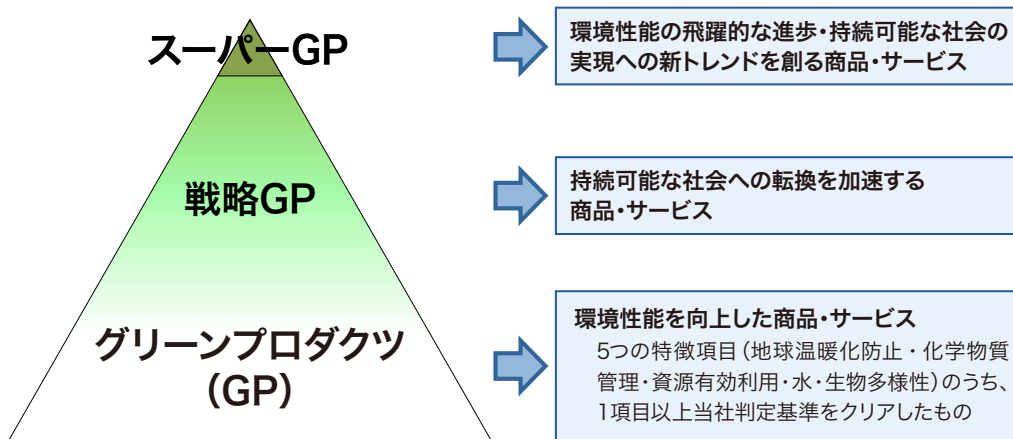 スーパーGP
環境性能の飛躍的な進歩・持続可能な社会の
実現への新トレンドを創る商品・サービス
戦略GP
持続可能な社会への転換を加速する
商品・サービス
グリーンプロダクツ
(GP)
環境性能を向上した商品・サービス
5つの特徴項目(地球温暖化防止・化学物質
管理・資源有効利用・水・生物多様性)のうち、
1項目以上当社判定基準をクリアしたもの